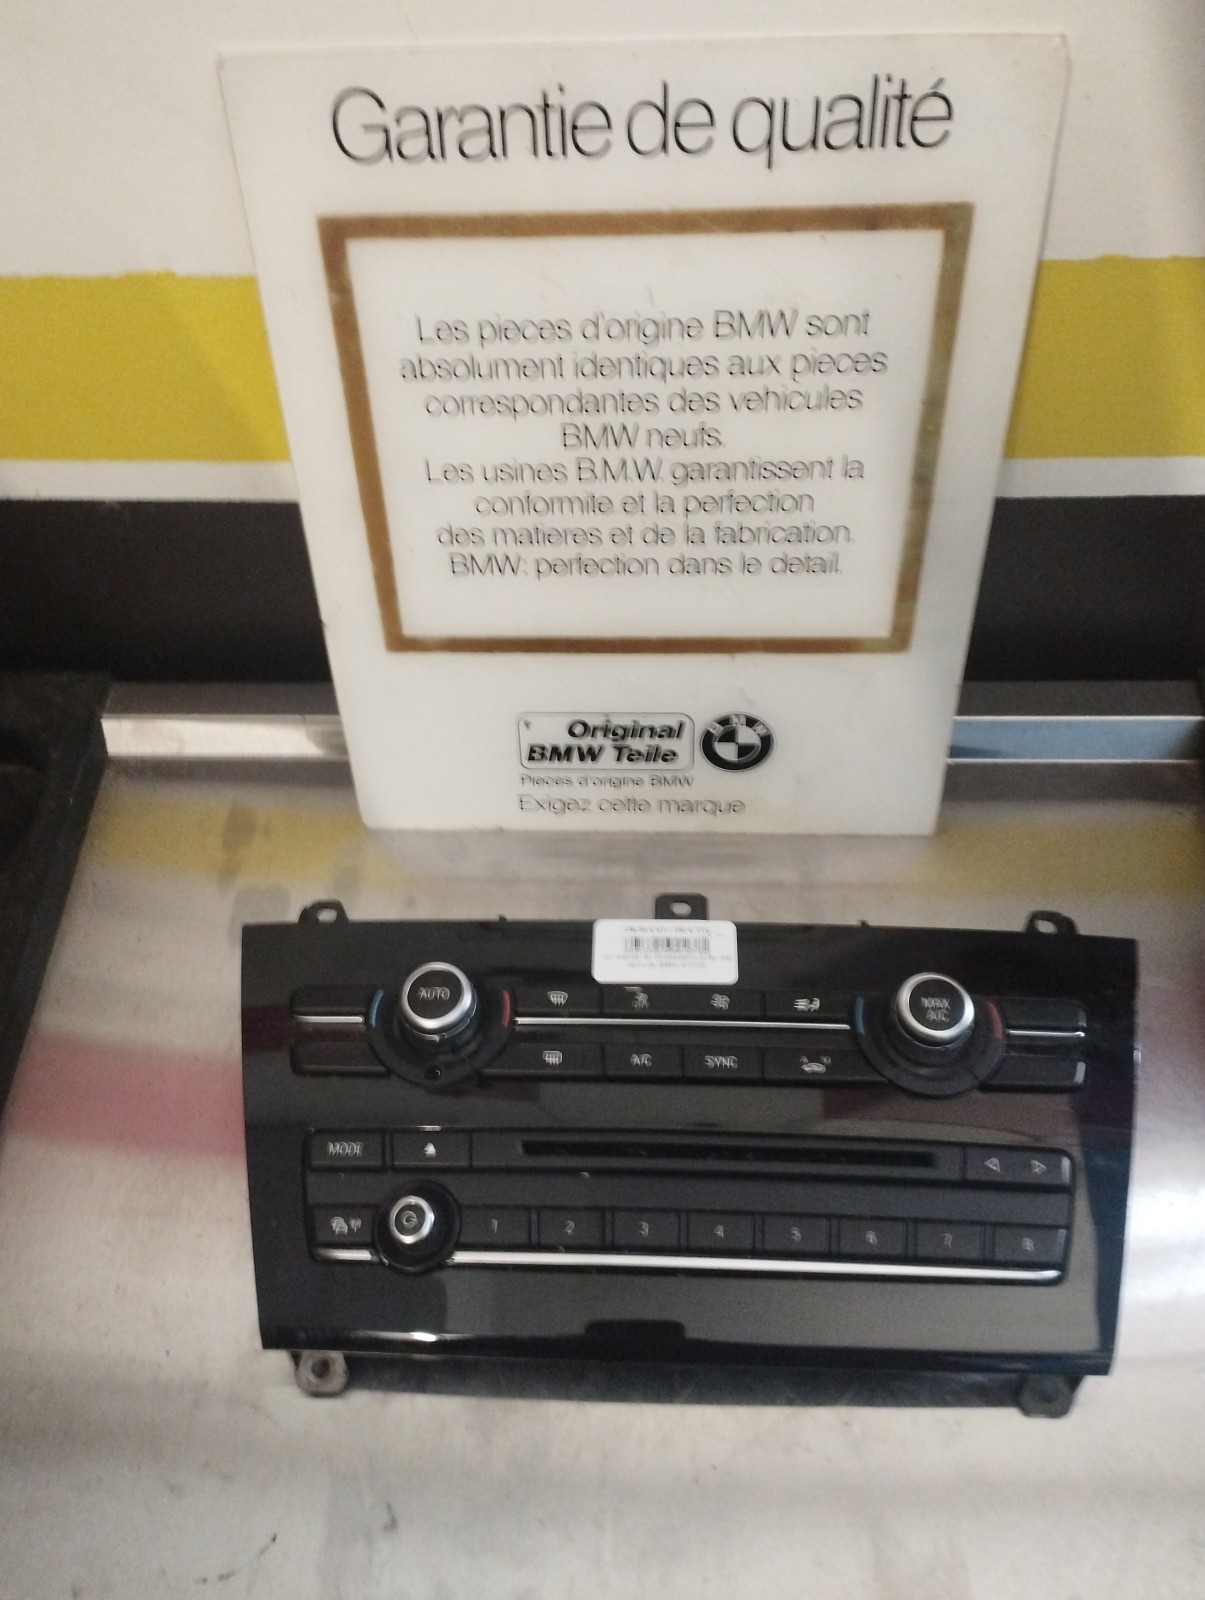 Garantie de qualité
Les pieces d'origine BMW sont
absolument identiques aux pieces
correspondantes des vehicules
BMW neufs.
Les usines B.M.W. garantissent la
conformite et la perfection
des matieres et de la fabrication.
BMW: perfection dans le detail.
Original
BMW Teile
BMW
Pieces d'origine BMW
Exigez cette marque
AUTO
MAX
A/C
A/C
SYNC
MODE
1 2 3 4 5 6 7 8